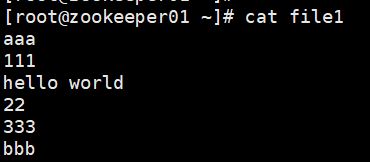 [root@zookeeper01 ~]# cat file1
aaa
111
hello world
22
333
bbb